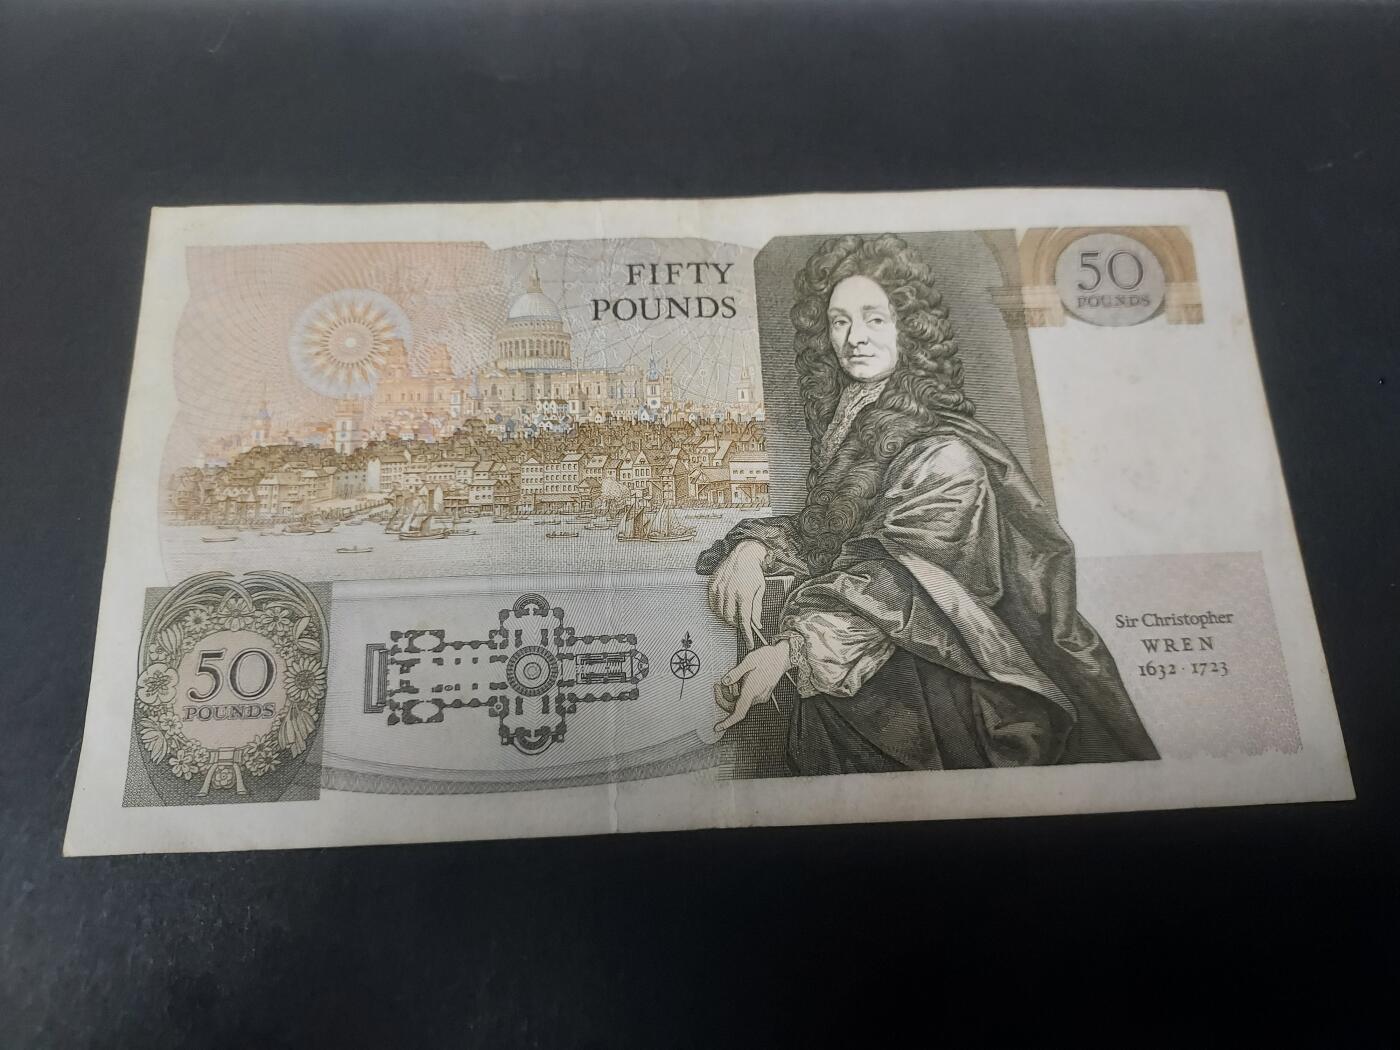 FIFTY
POUNDS
50
POUNDS
50
POUNDS
Sir Christopher
WREN
1632 · 1723